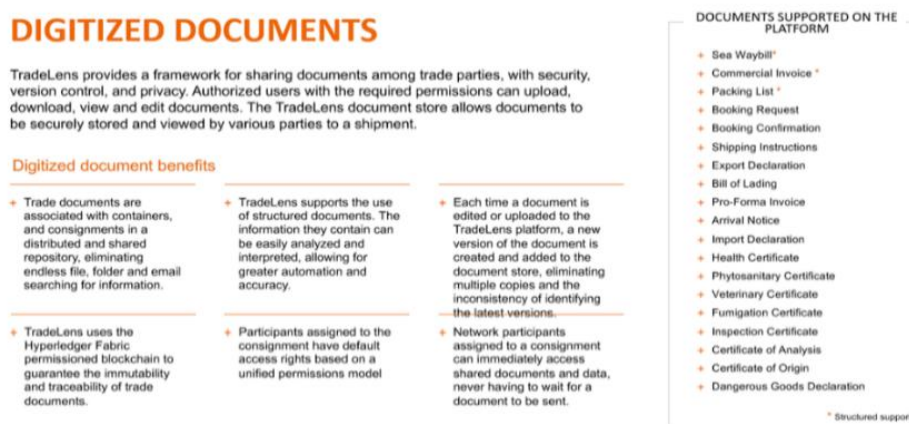 DIGITIZED DOCUMENTS
TradeLens provides a framework for sharing documents among trade parties, with security,
version control, and privacy. Authorized users with the required permissions can upload,
download, view and edit documents. The TradeLens document store allows documents to
be securely stored and viewed by various parties to a shipment.
Digitized document benefits
+ Trade documents are
associated with containers,
and consignments in a
distributed and shared
repository, eliminating
endless file, folder and email
searching for information.
+ TradeLens supports the use
of structured documents. The
information they contain can
be easily analyzed and
interpreted, allowing for
greater automation and
accuracy.
+ Each time a document is
edited or uploaded to the
TradeLens platform, a new
version of the document is
created and added to the
document store, eliminating
multiple copies and the
inconsistency of identifying
the latest versions.
+ TradeLens uses the
Hyperledger Fabric
permissioned blockchain to
guarantee the immutability
and traceability of trade
documents.
+ Participants assigned to the
consignment have default
access rights based on a
unified permissions model
+ Network participants
assigned to a consignment
can immediately access
shared documents and data,
never having to wait for a
document to be sent.
DOCUMENTS SUPPORTED ON THE
PLATFORM
+ Sea Waybill*
+ Commercial Invoice *
+ Packing List *
+ Booking Request
+ Booking Confirmation
+ Shipping Instructions
+ Export Declaration
+ Bill of Lading
+ Pro-Forma Invoice
+ Arrival Notice
+ Import Declaration
+ Health Certificate
+ Phytosanitary Certificate
+ Veterinary Certificate
+ Fumigation Certificate
+ Inspection Certificate
+ Certificate of Analysis
+ Certificate of Origin
+ Dangerous Goods Declaration
* Structured suppor